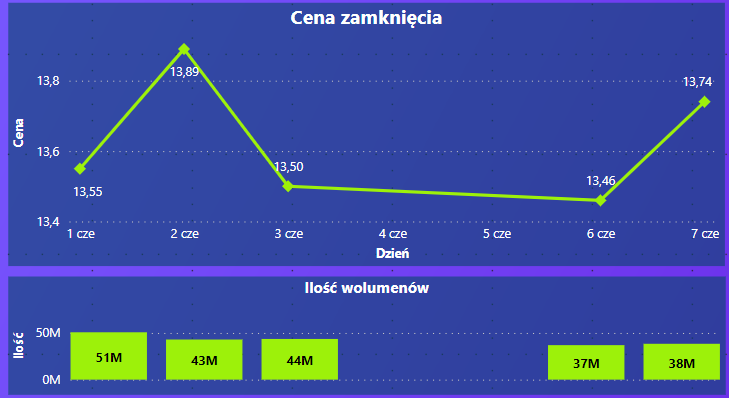 Cena zamknięcia
13,89
13,8
13,74
Cena
13,6
13,55
13,50
13,46
13,4
1 cze 2 cze 3 cze 4 cze 5 cze 6 cze 7 cze
Dzień
Ilość wolumenów
Ilość
50M
51M 43M 44M 37M 38M
0M